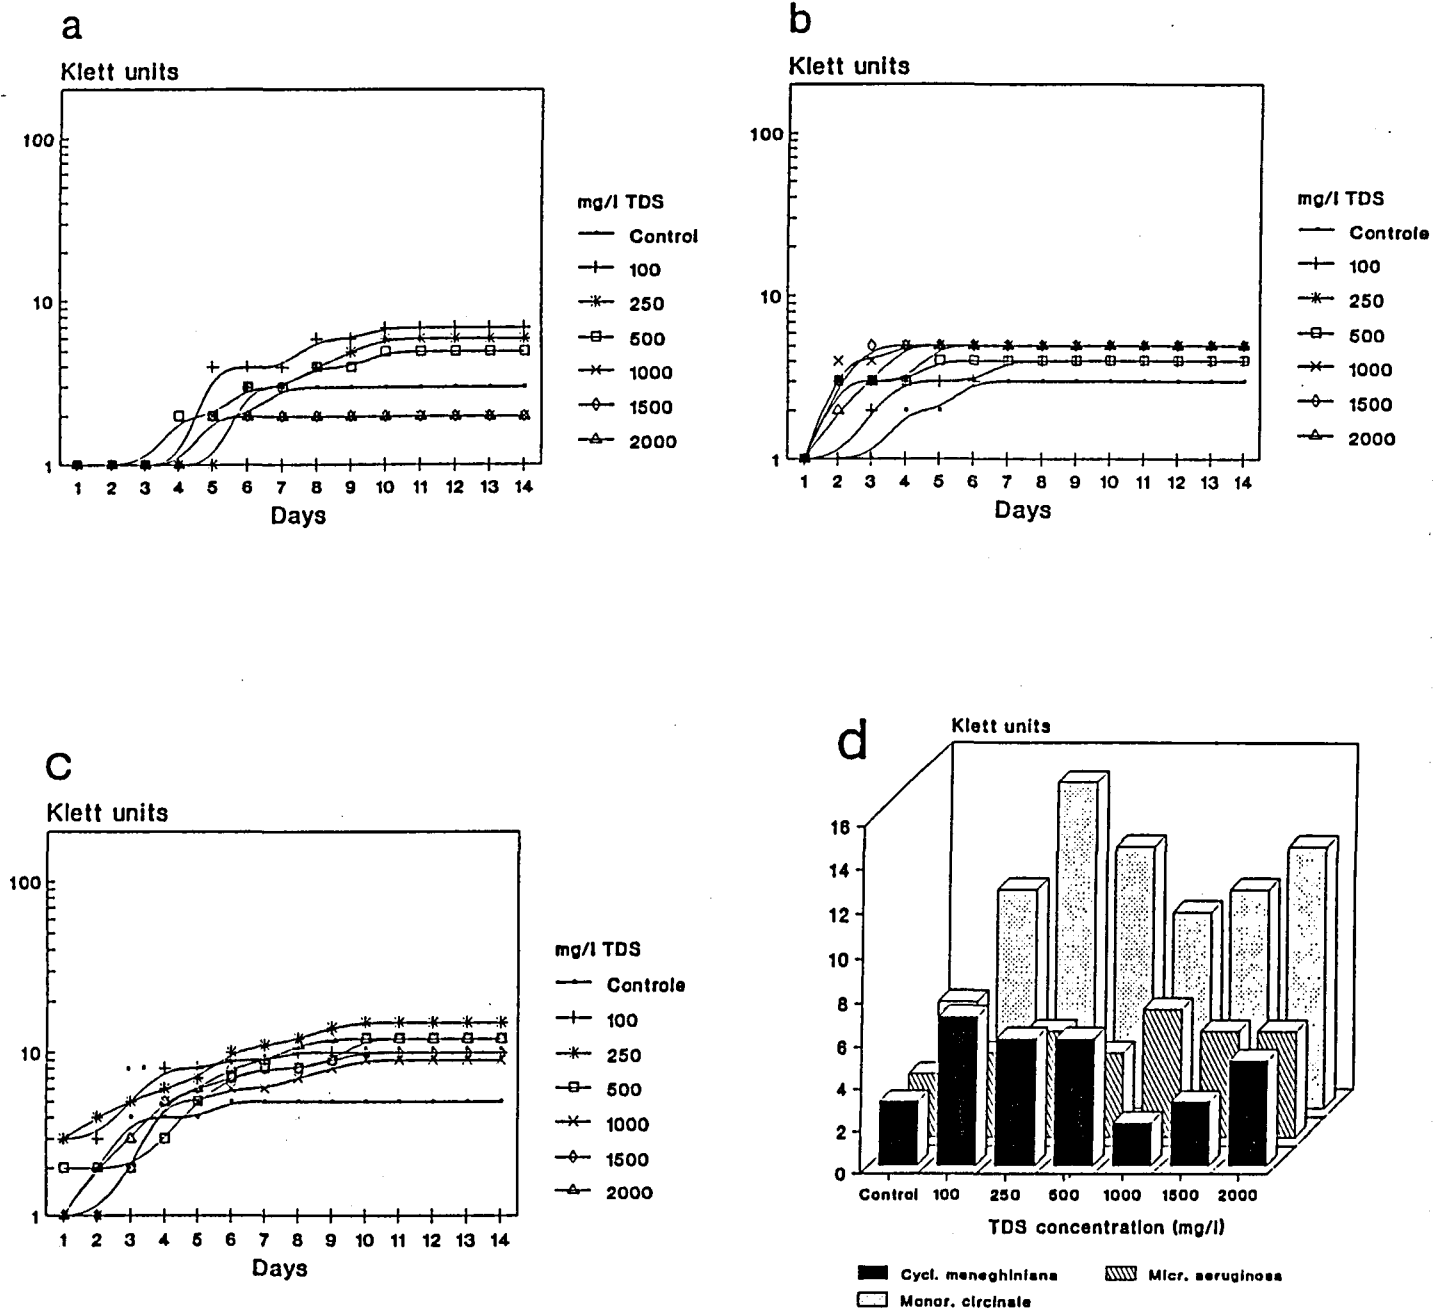 a
Klett units
100
10
1
1 2 3 4 5 6 7 8 9 10 11 12 13 14
Days
mg/l TDS
Control
100
250
500
1000
1500
2000
b
Klett units
100
10
1
1 2 3 4 5 6 7 8 9 10 11 12 13 14
Days
mg/l TDS
Controle
100
250
500
1000
1500
2000
c
Klett units
100
10
1
1 2 3 4 5 6 7 8 9 10 11 12 13 14
Days
mg/l TDS
Controle
100
250
500
1000
1500
2000
d
Klett units
16
14
12
10
8
6
4
2
0
Control 100 250 500 1000 1500 2000
TDS concentration (mg/l)
Cycl. meneghiniana
Micr. aeruginosa
Monor. circinale